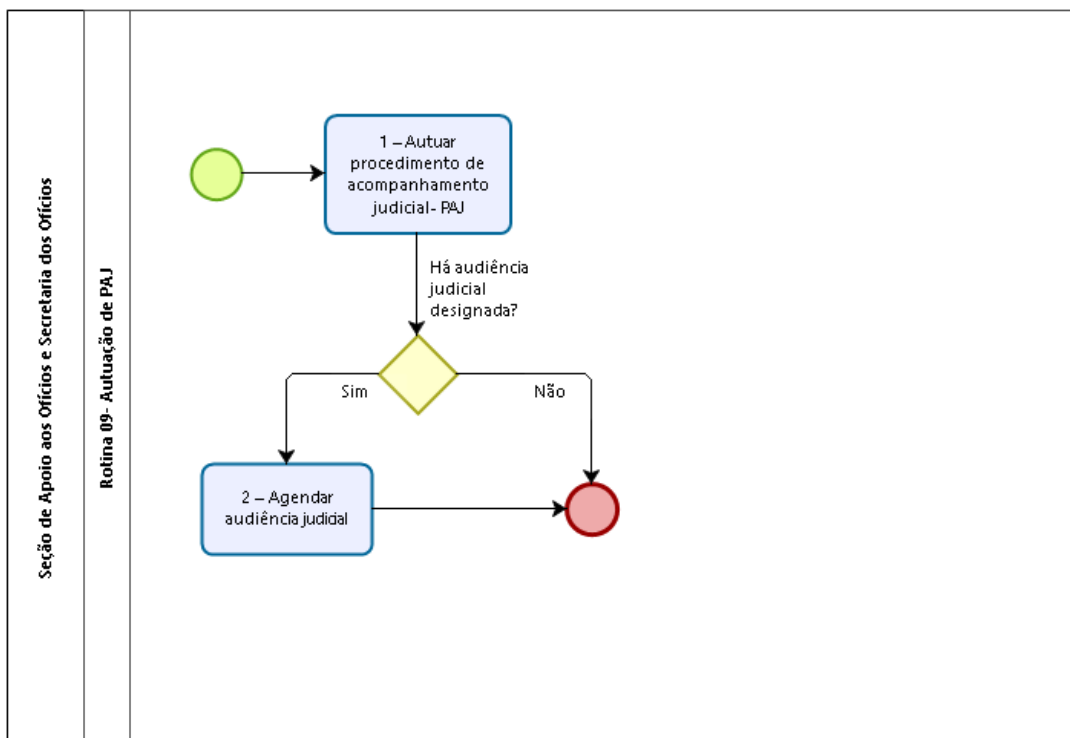 Seção de Apoio aos Ofícios e Secretaria dos Ofícios
Rotina 09- Autuação de PAJ
1 – Autuar
procedimento de
acompanhamento
judicial- PAJ
Há audiência
judicial
designada?
Sim
Não
2 – Agendar
audiência judicial